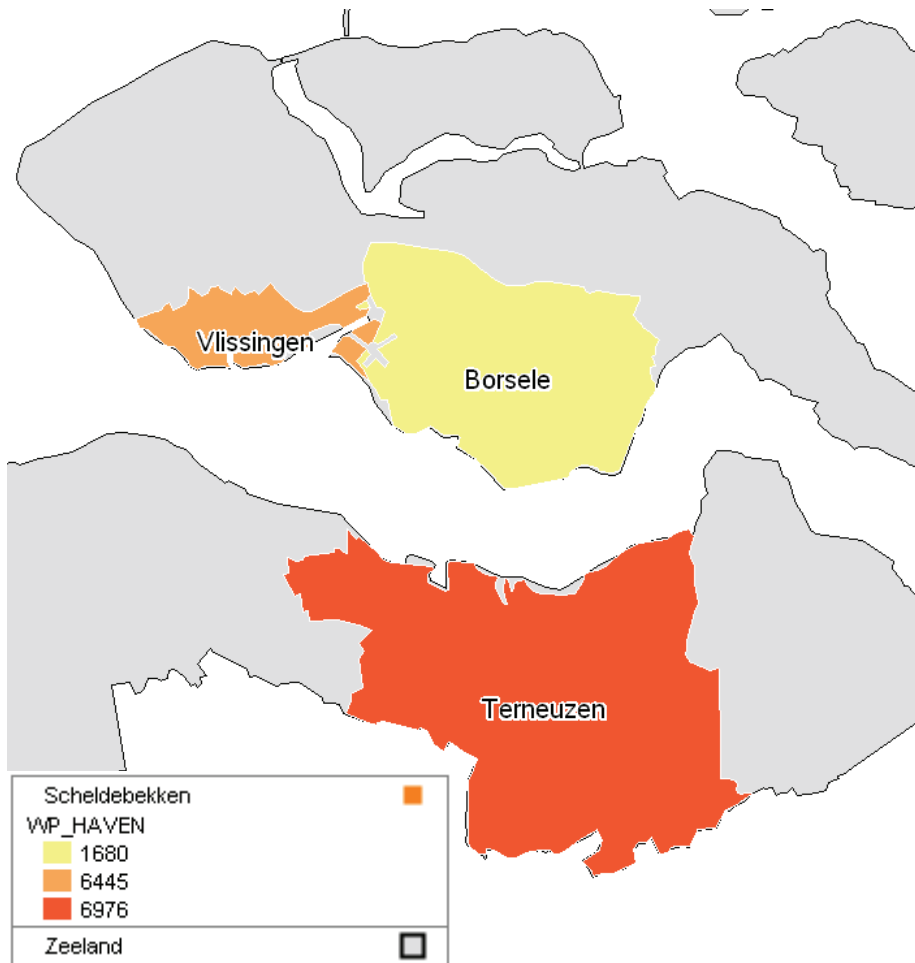 Vlissingen
Borsele
Terneuzen
Scheldebekken
WP_HAVEN
1680
6445
6976
Zeeland